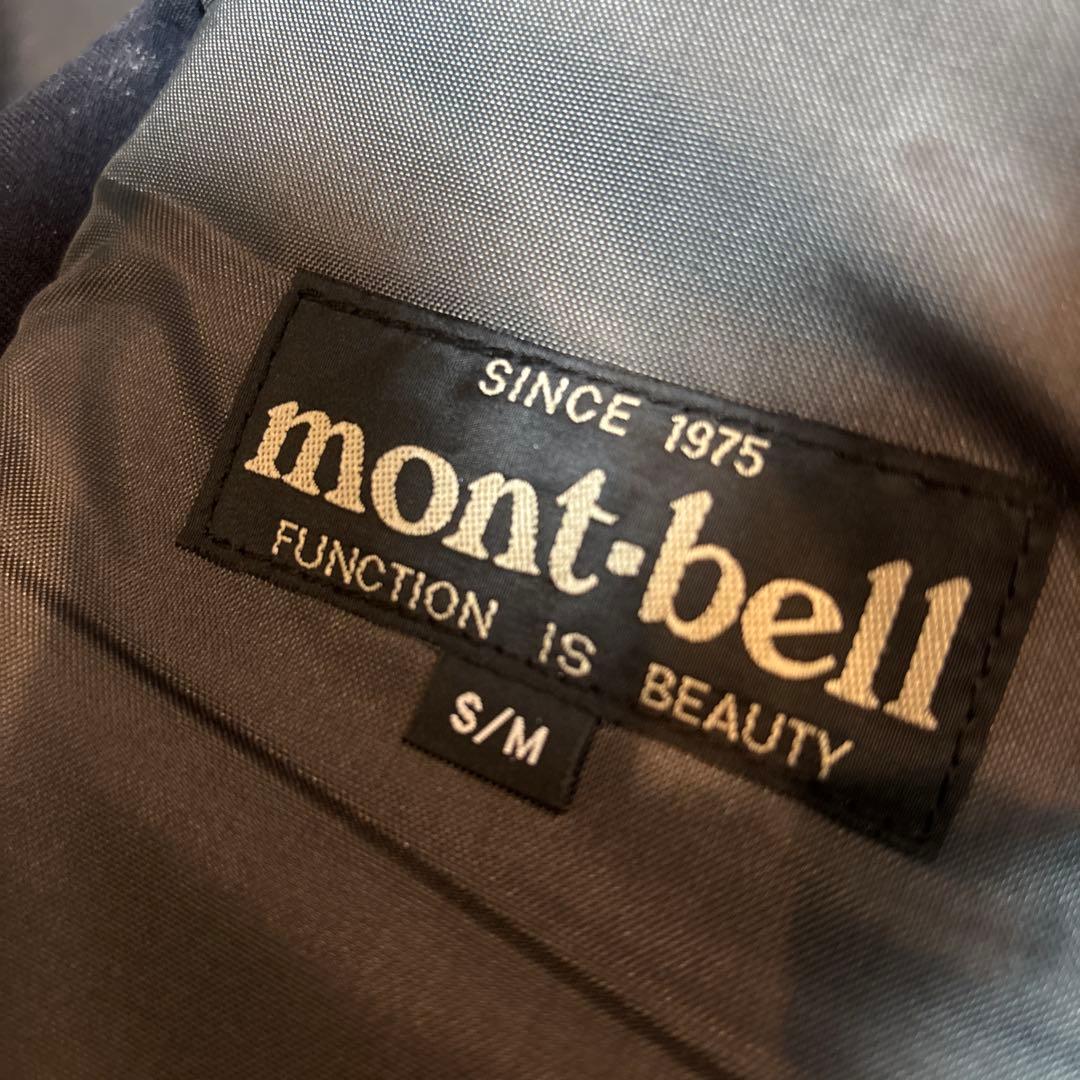 SINCE 1975
mont-bell
FUNCTION IS BEAUTY
S/M